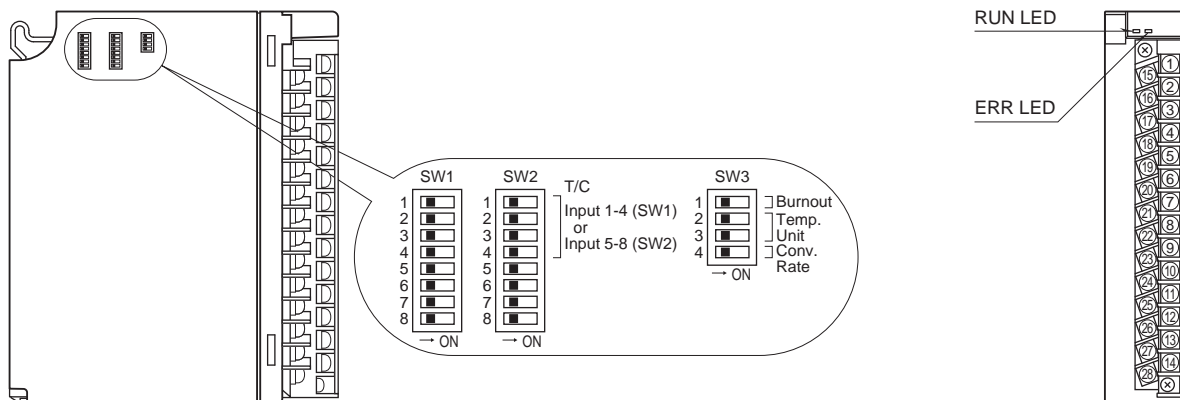 SW1
1
2
3
4
5
6
7
8
→ ON
SW2
1
2
3
4
5
6
7
8
→ ON
T/C
Input 1-4 (SW1)
or
Input 5-8 (SW2)
SW3
1
2
3
4
→ ON
Burnout
Temp.
Unit
Conv.
Rate
RUN LED
ERR LED
15
16
17
18
19
20
21
22
23
24
25
26
27
28
1
2
3
4
5
6
7
8
9
10
11
12
13
14